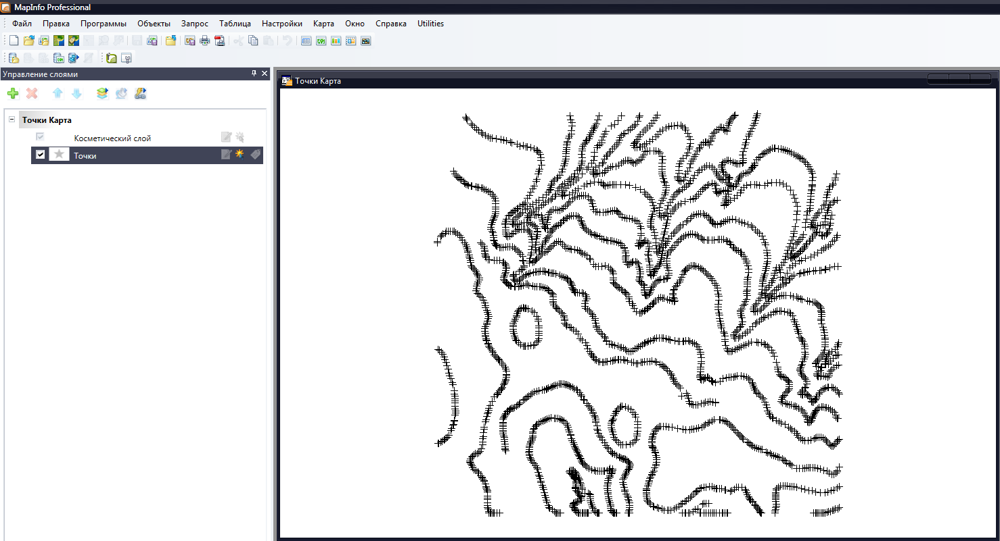 MapInfo Professional
Файл Правка Программы Объекты Запрос Таблица Настройки Карта Окно Справка Utilities
Управление слоями
Точки Карта
Точки Карта
Косметический слой
Точки